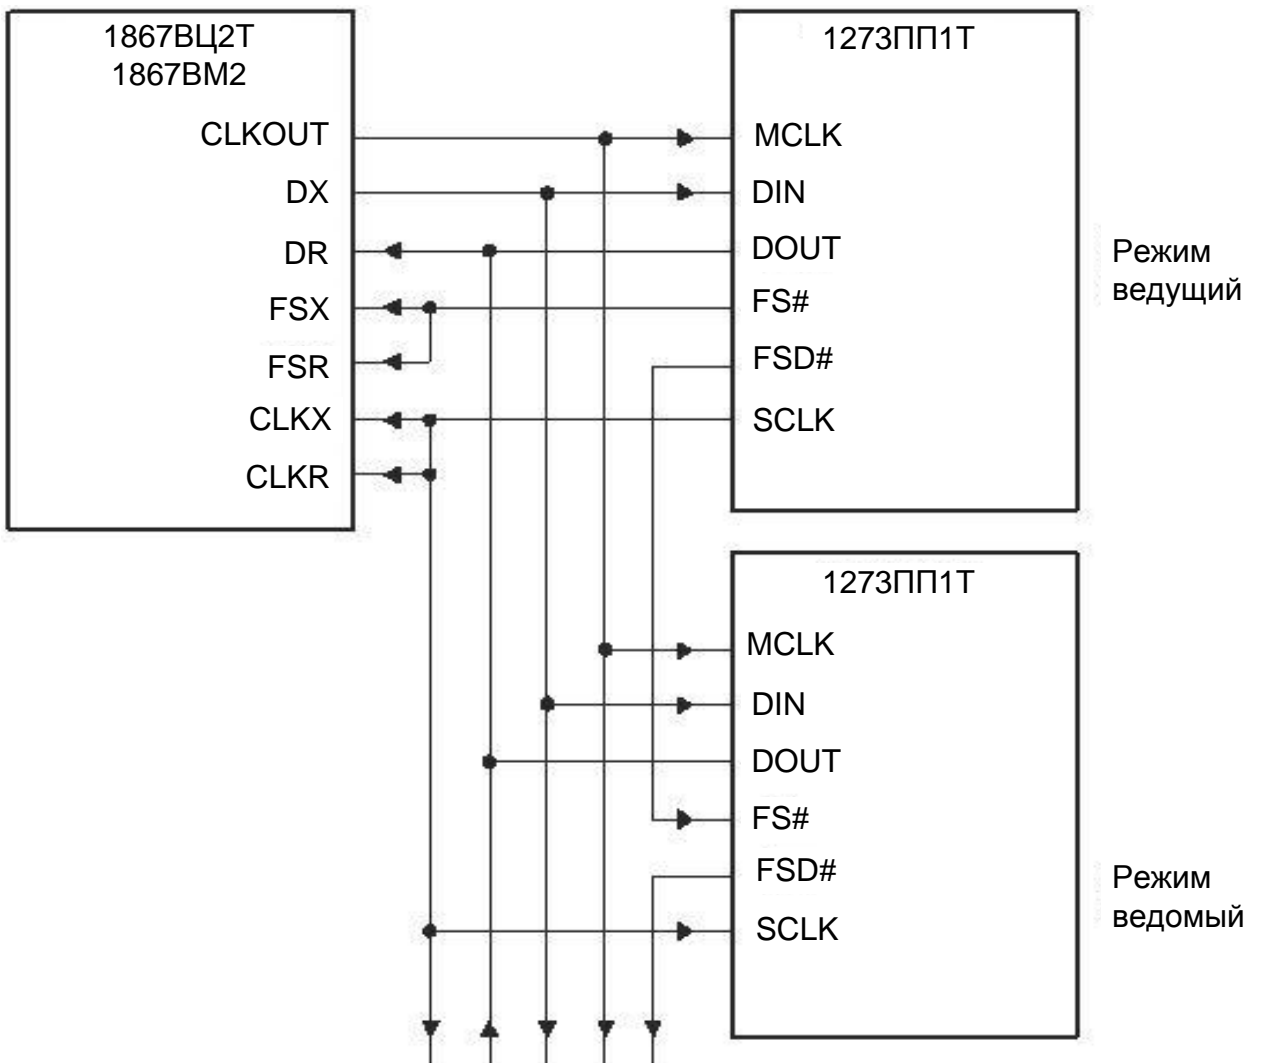 1867ВЦ2Т
1867ВМ2
CLKOUT
DX
DR
FSX
FSR
CLKX
CLKR
1273ПП1Т
MCLK
DIN
DOUT
FS#
FSD#
SCLK
Режим
ведущий
1273ПП1Т
MCLK
DIN
DOUT
FS#
FSD#
SCLK
Режим
ведомый